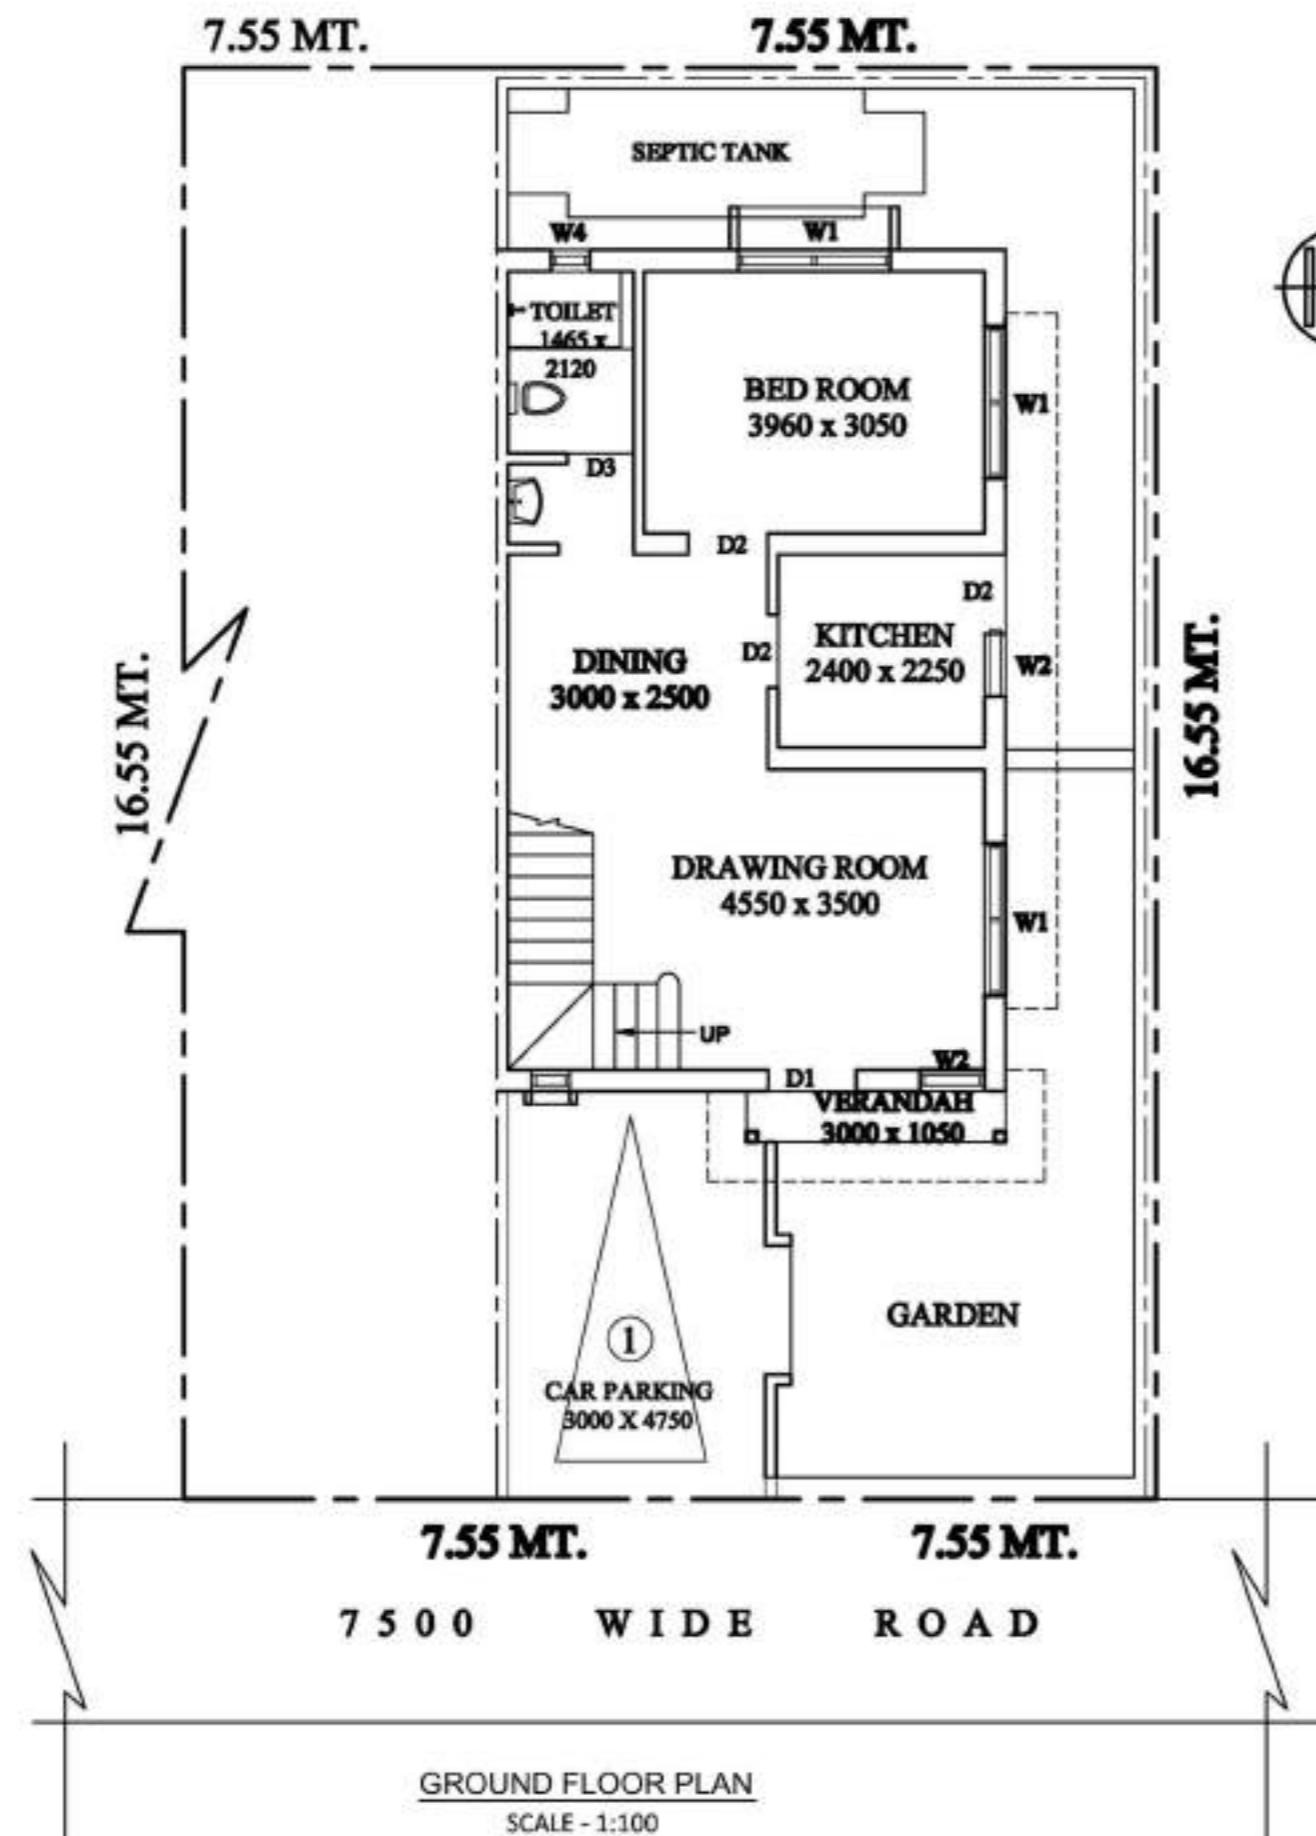 7.55 MT.
7.55 MT.
SEPTIC TANK
W4
W1
TOILET
1465 x
2120
BED ROOM
3960 x 3050
W1
D3
D2
D2
KITCHEN
2400 x 2250
D2
W2
DINING
3000 x 2500
16.55 MT.
16.55 MT.
DRAWING ROOM
4550 x 3500
W1
UP
W2
D1
VERANDAH
3000 x 1050
GARDEN
1
CAR PARKING
3000 X 4750
7.55 MT.
7.55 MT.
7500 WIDE ROAD
GROUND FLOOR PLAN
SCALE - 1:100